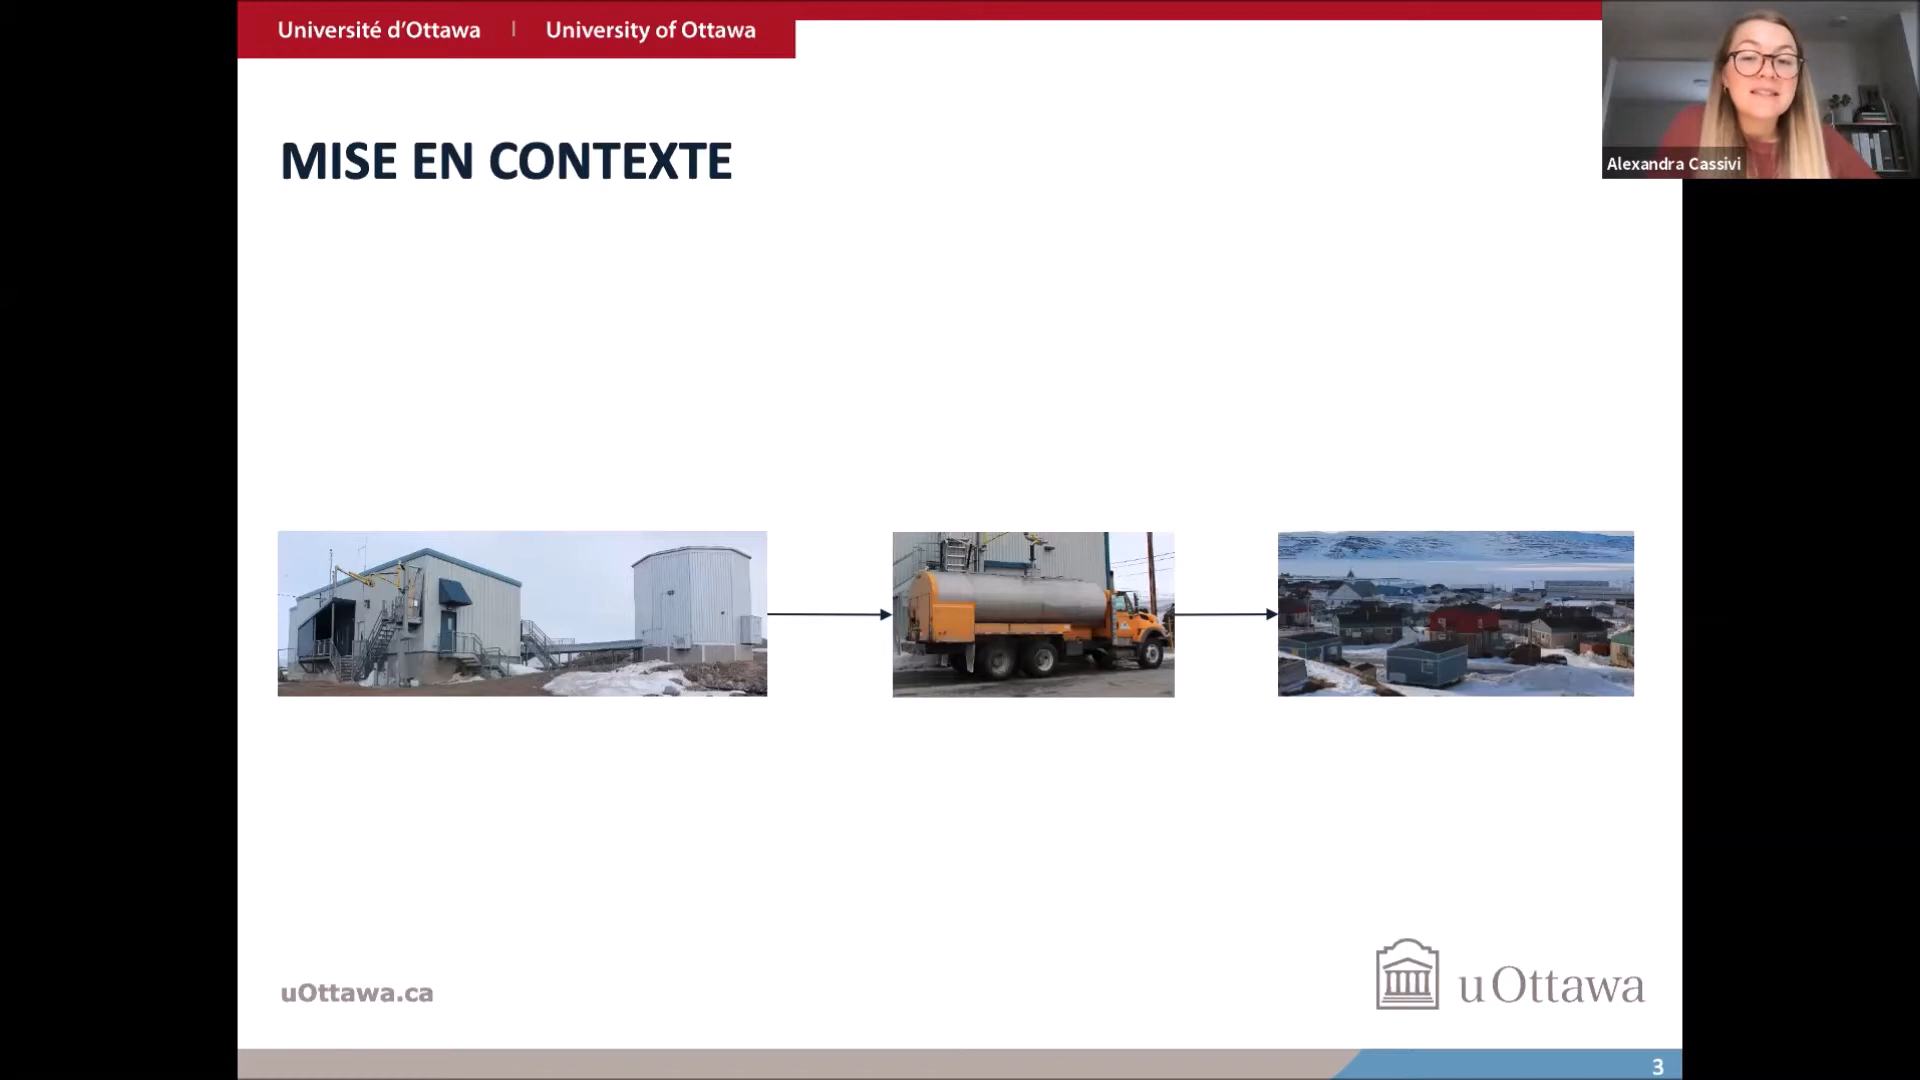 Université d'Ottawa | University of Ottawa
Alexandra Cassivi
MISE EN CONTEXTE
uOttawa.ca
uOttawa
3